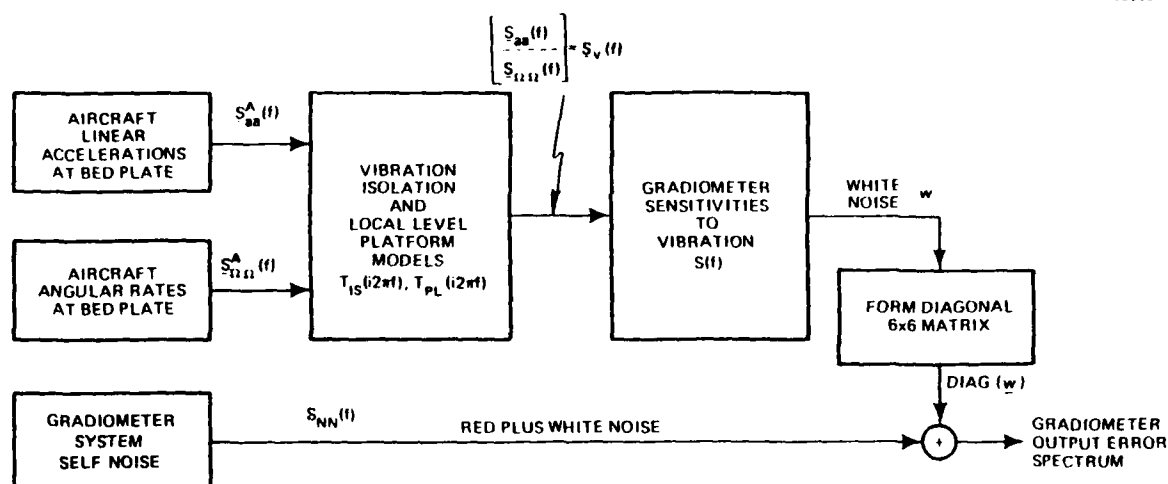 AIRCRAFT
LINEAR
ACCELERATIONS
AT BED PLATE
S^A_aa(f)
AIRCRAFT
ANGULAR RATES
AT BED PLATE
S^A_ΩΩ(f)
VIBRATION
ISOLATION
AND
LOCAL LEVEL
PLATFORM
MODELS
T_IS(i2πf), T_PL(i2πf)
[S_aa(f) / S_ΩΩ(f)] = S_v(f)
GRADIOMETER
SENSITIVITIES
TO
VIBRATION
S(f)
WHITE
NOISE w
FORM DIAGONAL
6x6 MATRIX
DIAG (w)
GRADIOMETER
SYSTEM
SELF NOISE
S_NN(f)
RED PLUS WHITE NOISE
+
GRADIOMETER
OUTPUT ERROR
SPECTRUM